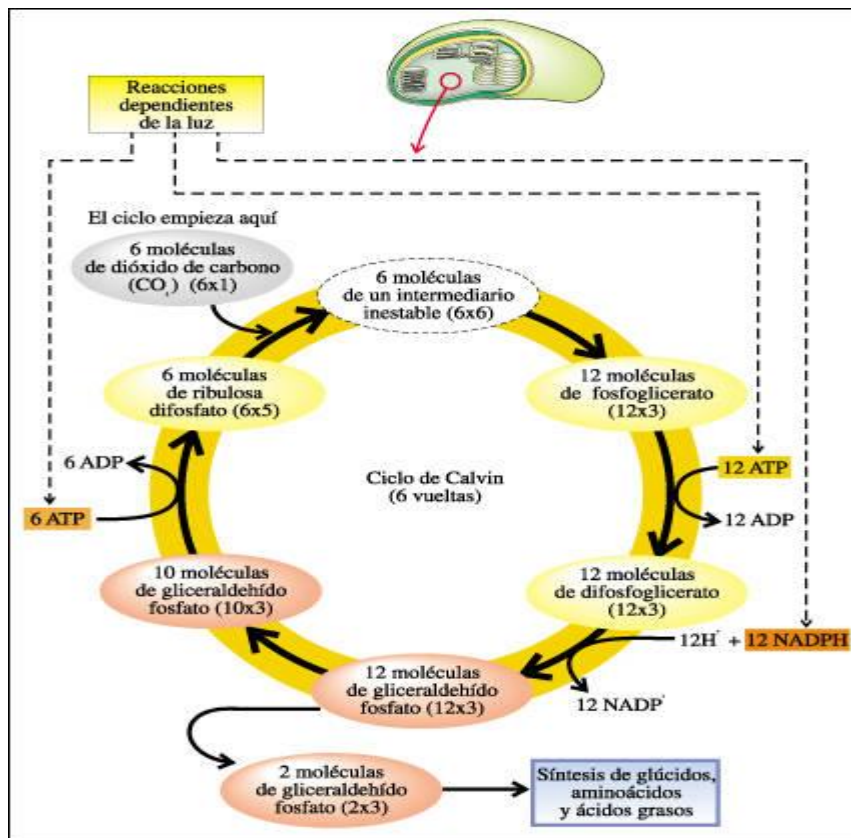 Reacciones
dependientes
de la luz
El ciclo empieza aquí
6 moléculas
de dióxido de carbono
(CO₂) (6x1)
6 moléculas
de un intermediario
inestable (6x6)
6 moléculas
de ribulosa
difosfato (6x5)
12 moléculas
de fosfoglicerato
(12x3)
6 ADP
Ciclo de Calvin
(6 vueltas)
12 ATP
6 ATP
12 ADP
10 moléculas
de gliceraldehído
fosfato (10x3)
12 moléculas
de difosfoglicerato
(12x3)
12H⁺ + 12 NADPH
12 moléculas
de gliceraldehído
fosfato (12x3)
12 NADP⁺
2 moléculas
de gliceraldehído
fosfato (2x3)
Síntesis de glúcidos,
aminoácidos
y ácidos grasos